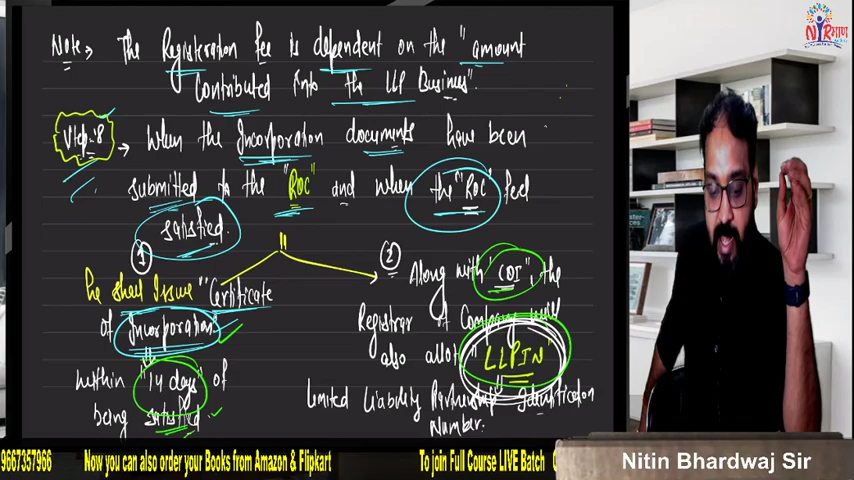 Note → The Registration fee is dependent on the "amount
Contributed into the LLP Business".
Step:8 → When the Incorporation documents have been
submitted to the "ROC" and when the "ROC" feel
satisfied.
①
he shall Issue "Certificate
of Incorporation"
within "14 days" of
being satisfied
②
Along with "COI", the
Registrar of Company will
also allot "LLPIN"
Limited Liability Partnership Identification
Number.
NIRमाण
9667357966 Now you can also order your Books from Amazon & Flipkart To join Full Course LIVE Batch
Nitin Bhardwaj Sir